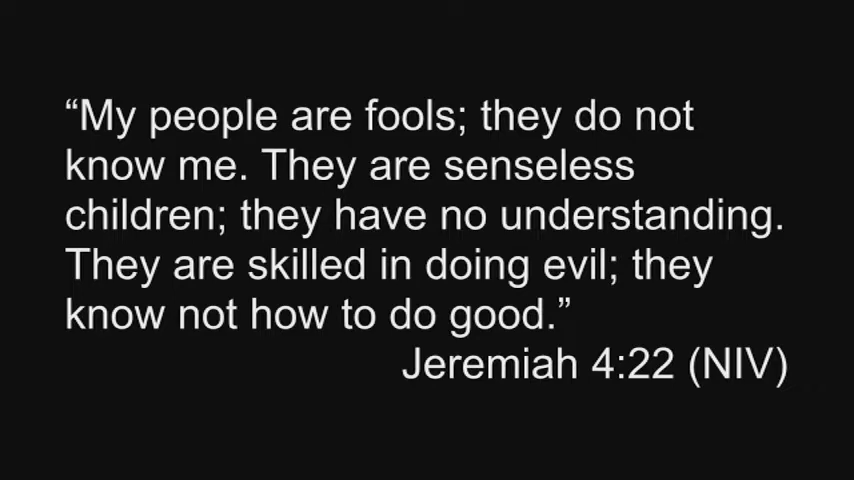 “My people are fools; they do not
know me. They are senseless
children; they have no understanding.
They are skilled in doing evil; they
know not how to do good.”
Jeremiah 4:22 (NIV)